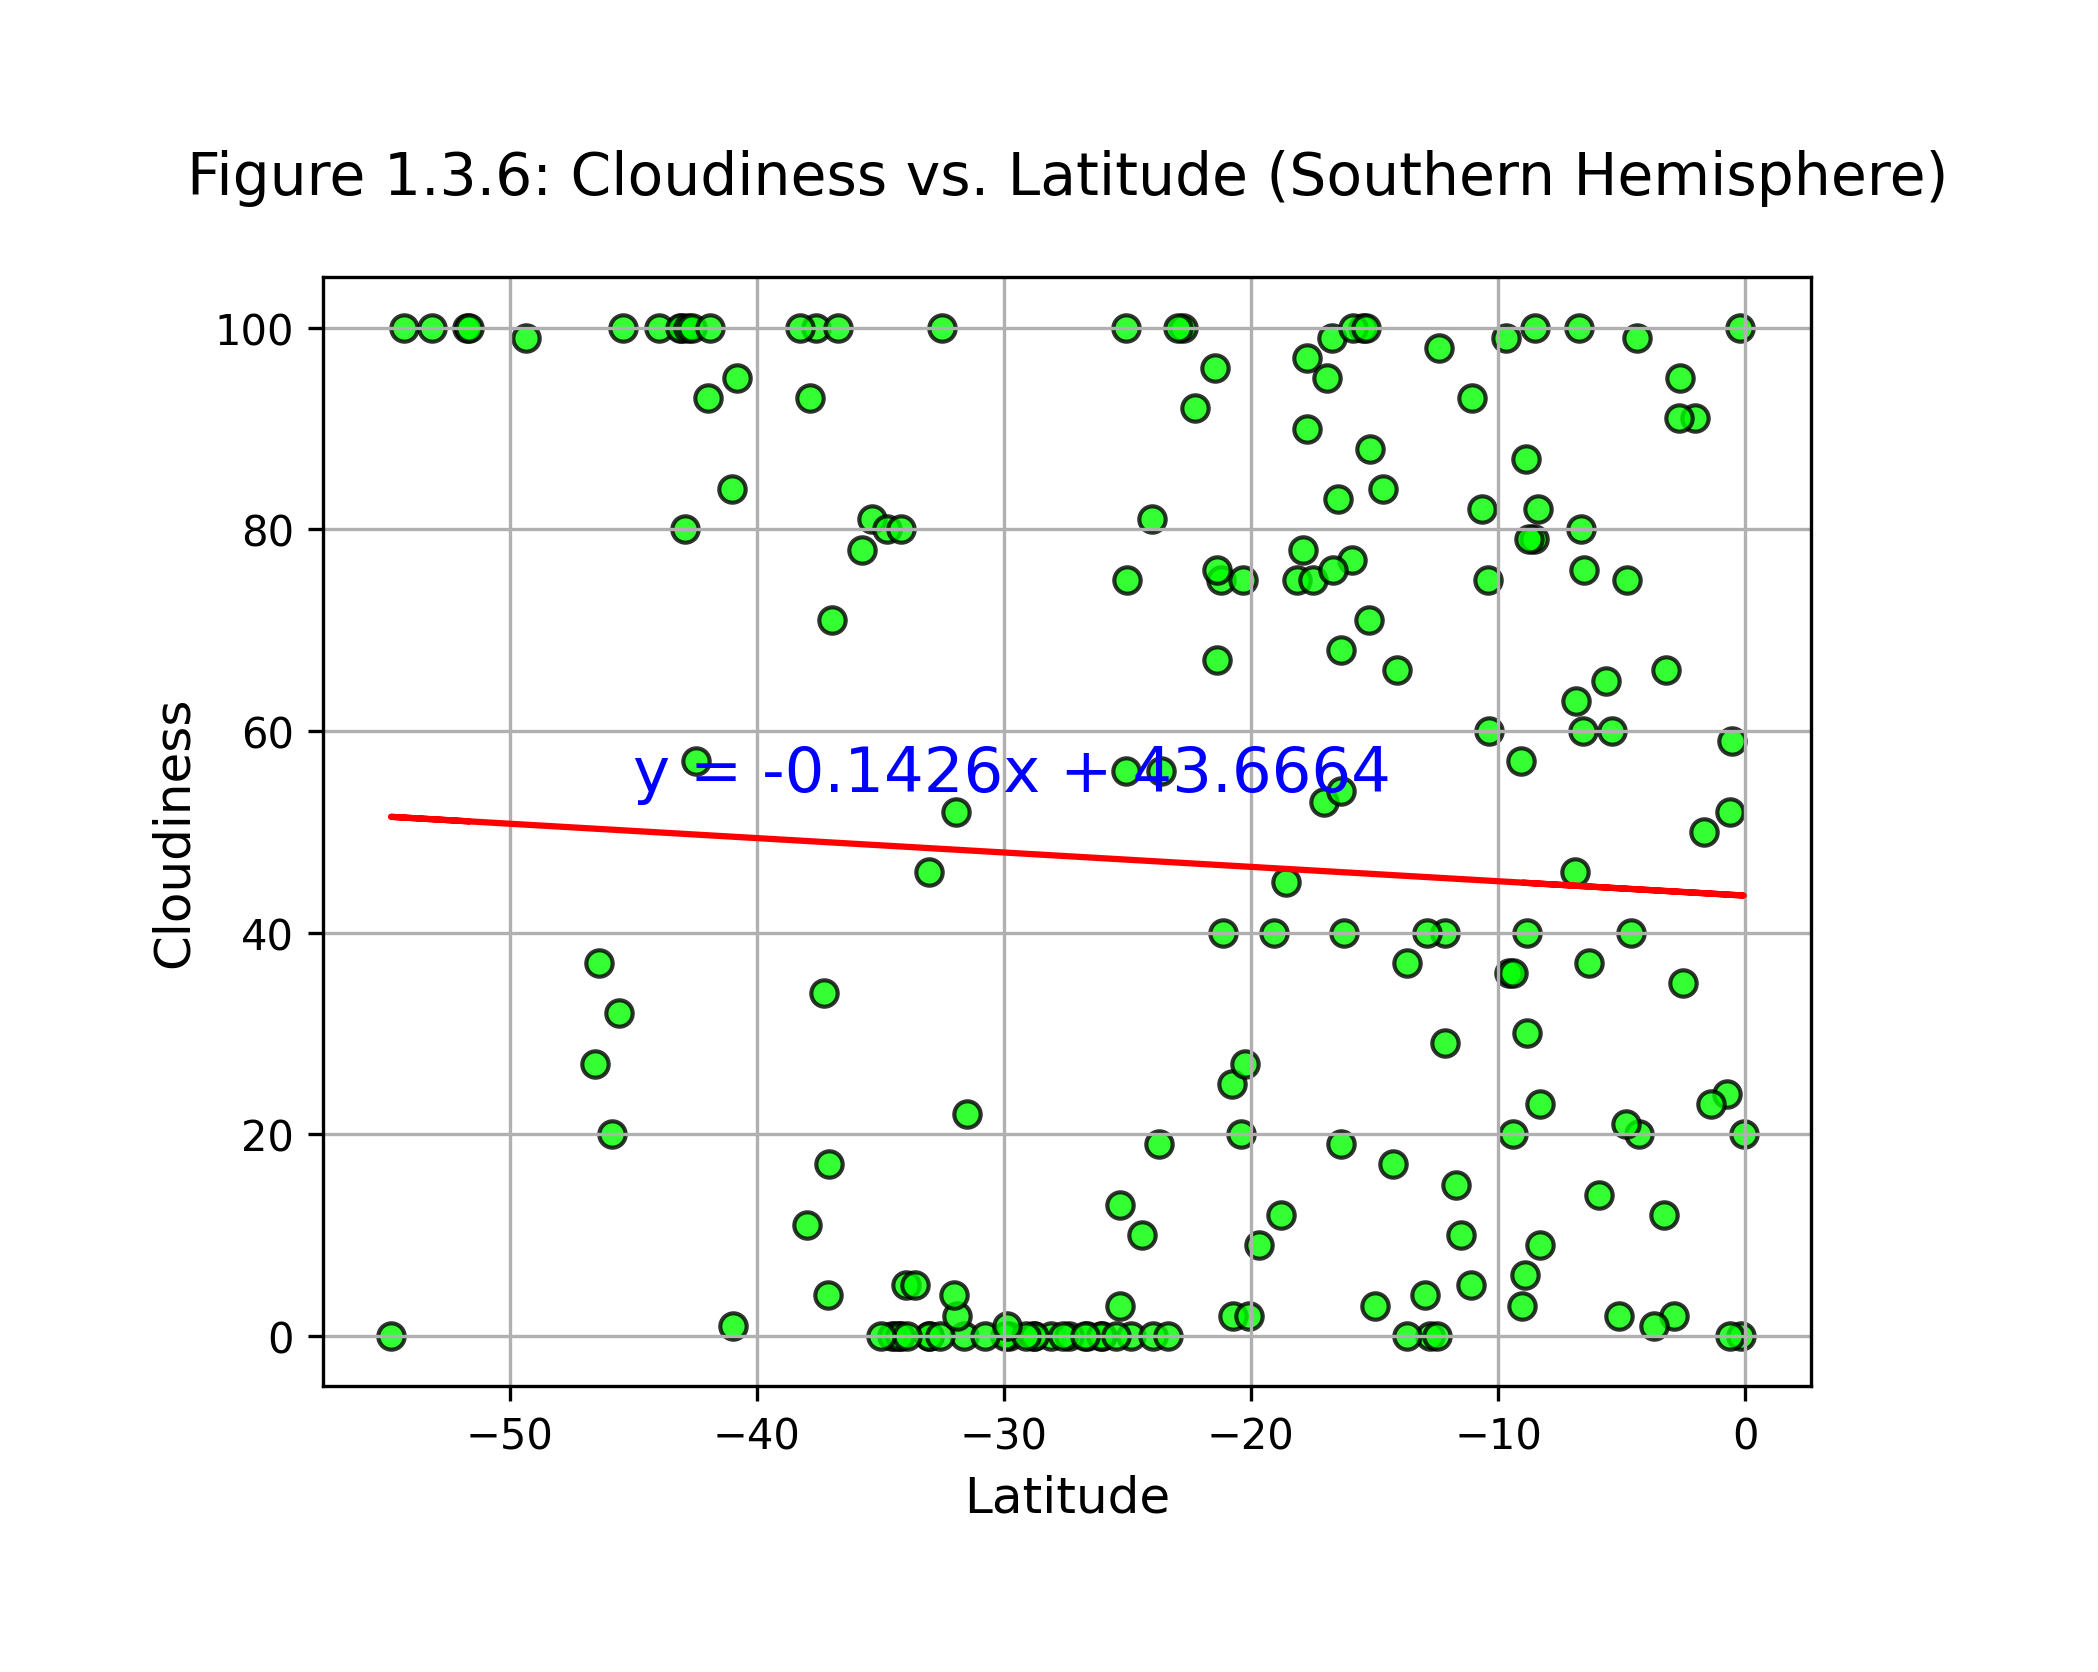 Figure 1.3.6: Cloudiness vs. Latitude (Southern Hemisphere)
100
80
60
y = -0.1426x + 43.6664
Cloudiness
40
20
0
−50 −40 −30 −20 −10 0
Latitude